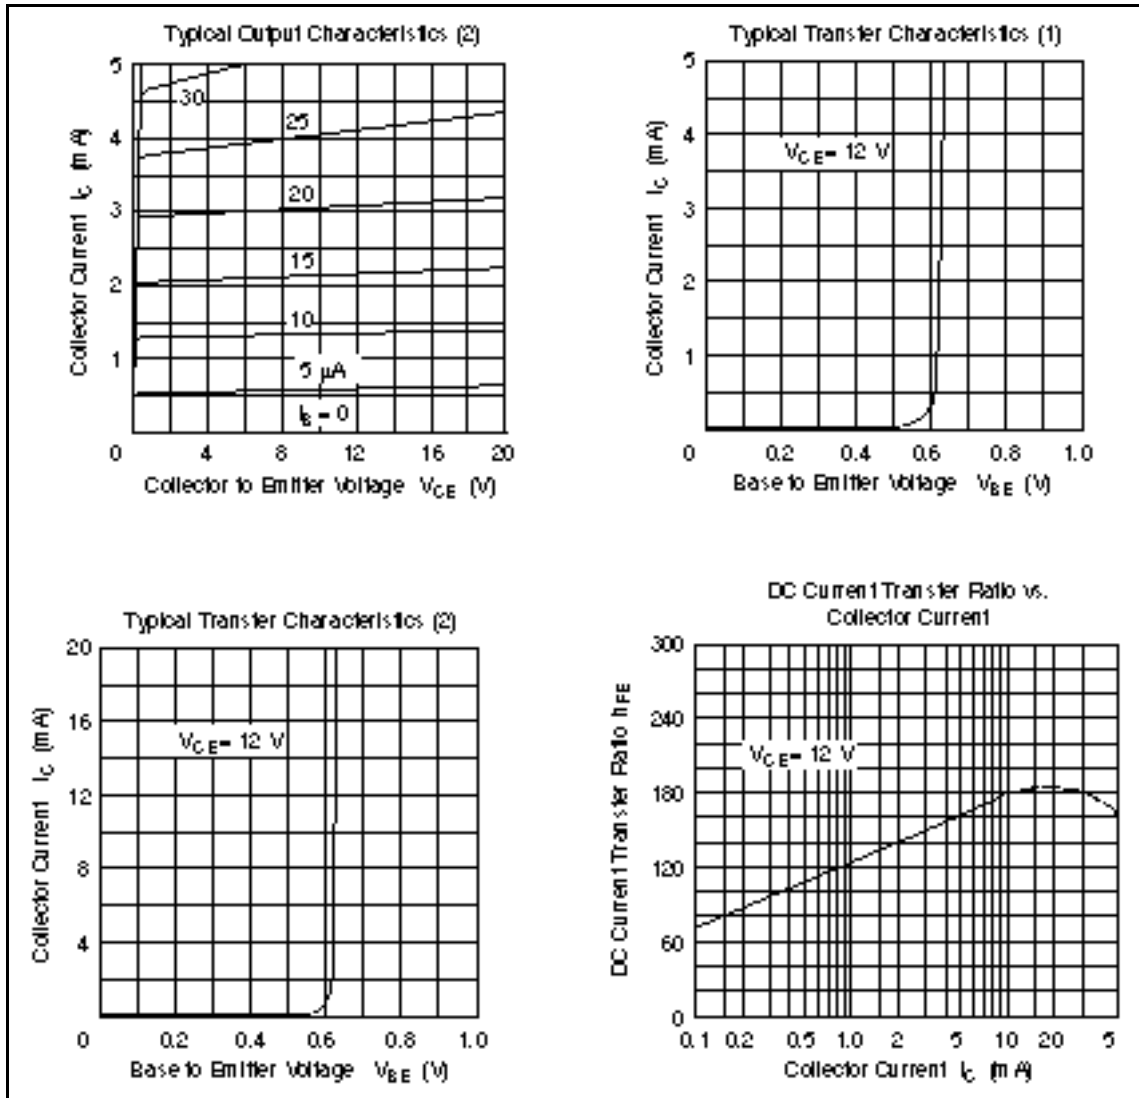 Typical Output Characteristics (2)
Collector Current I_C (mA)
5
4
3
2
1
0
30
25
20
15
10
5 μA
I_B = 0
4 8 12 16 20
Collector to Emitter Voltage V_CE (V)
Typical Transfer Characteristics (1)
Collector Current I_C (mA)
5
4
3
2
1
V_CE = 12 V
0 0.2 0.4 0.6 0.8 1.0
Base to Emitter Voltage V_BE (V)
Typical Transfer Characteristics (2)
Collector Current I_C (mA)
20
16
12
8
4
V_CE = 12 V
0 0.2 0.4 0.6 0.8 1.0
Base to Emitter Voltage V_BE (V)
DC Current Transfer Ratio vs.
Collector Current
DC Current Transfer Ratio h_FE
300
240
180
120
60
0
V_CE = 12 V
0.1 0.2 0.5 1.0 2 5 10 20 5
Collector Current I_C (mA)